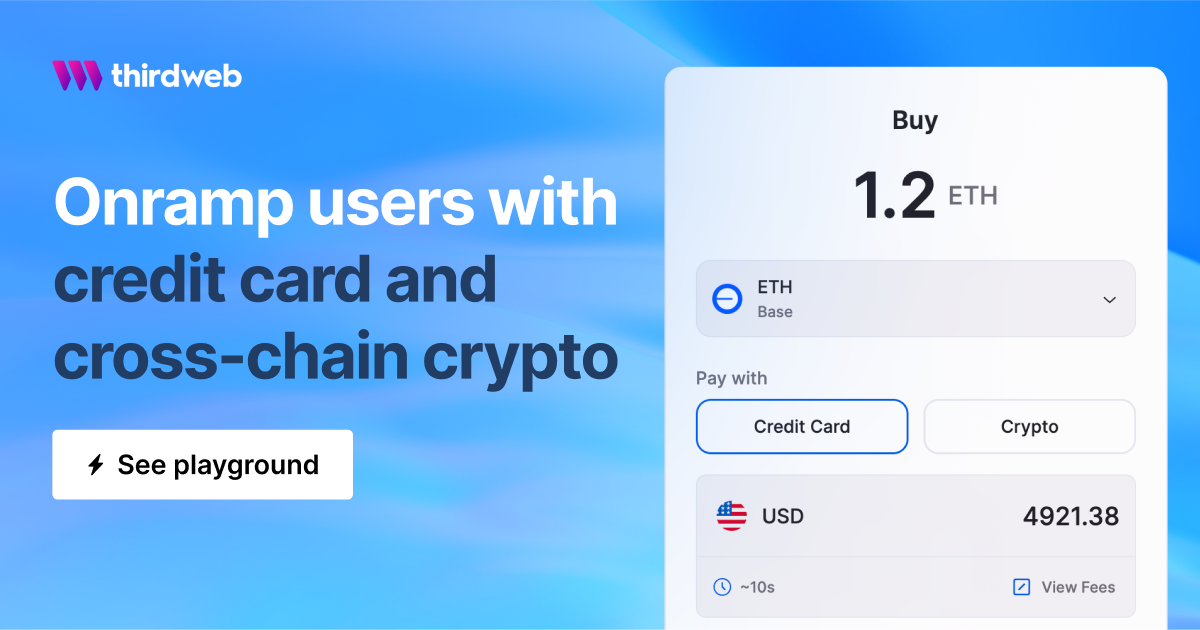 thirdweb
Onramp users with
credit card and
cross-chain crypto
See playground
Buy
1.2 ETH
ETH
Base
Pay with
Credit Card
Crypto
USD
4921.38
~10s
View Fees